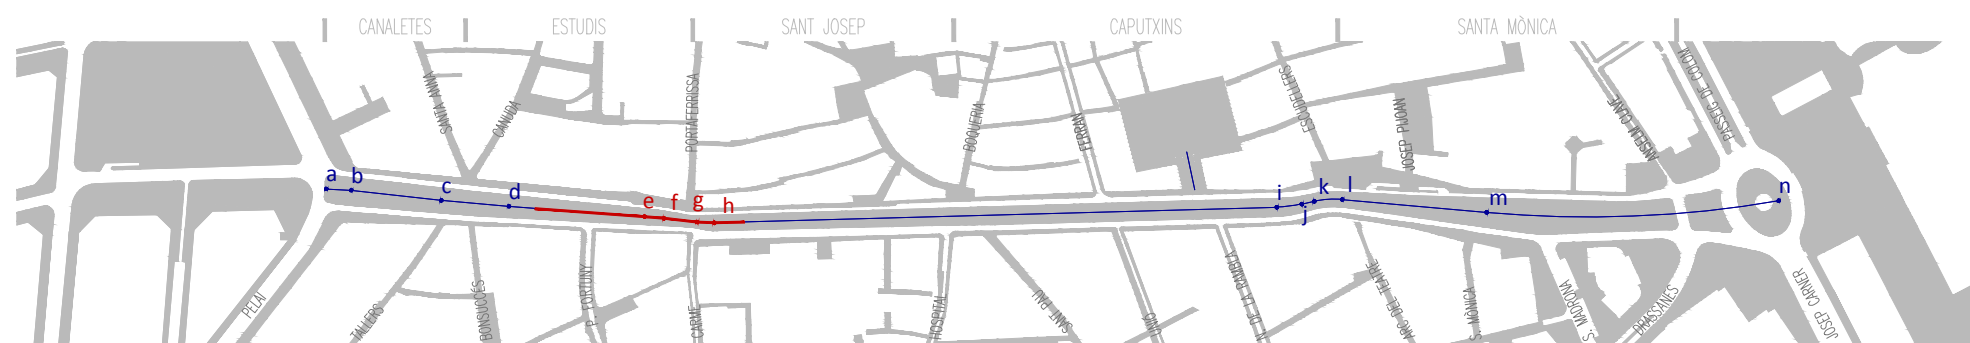 CANALETES
ESTUDIS
SANT JOSEP
CAPUTXINS
SANTA MÒNICA
SANTA ANNA
CANUDA
PORTAFERRISSA
BOQUERIA
FERRAN
ESCUDELLERS
JOSEP PIJOAN
ANSELM CLAVÉ
PASSEIG DE COLOM
a
b
c
d
e
f
g
h
i
j
k
l
m
n
PELAI
TALLERS
BONSUCCÉS
P. FORTUNY
CARME
HOSPITAL
SANT PAU
UNIÓ
N. DE LA RAMBLA
ARC DEL TEATRE
S. MÒNICA
S. MADRONA
DRASSANES
JOSEP CARNER